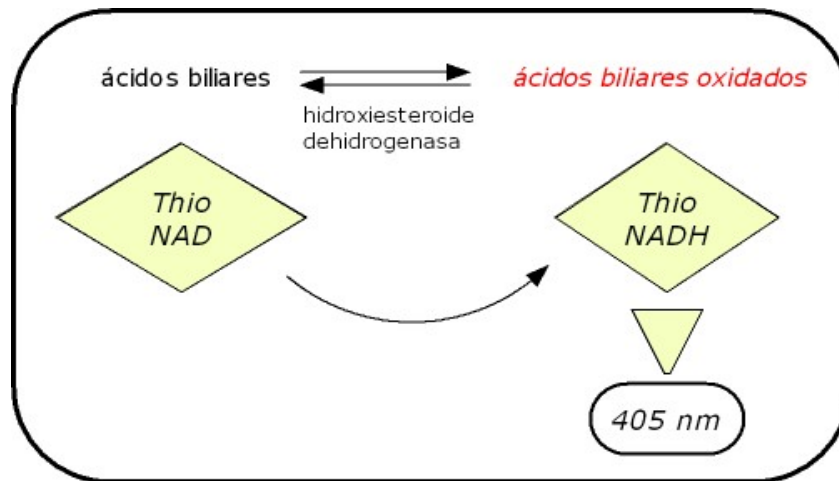 ácidos biliares
ácidos biliares oxidados
hidroxiesteroide
dehidrogenasa
Thio
NAD
Thio
NADH
405 nm